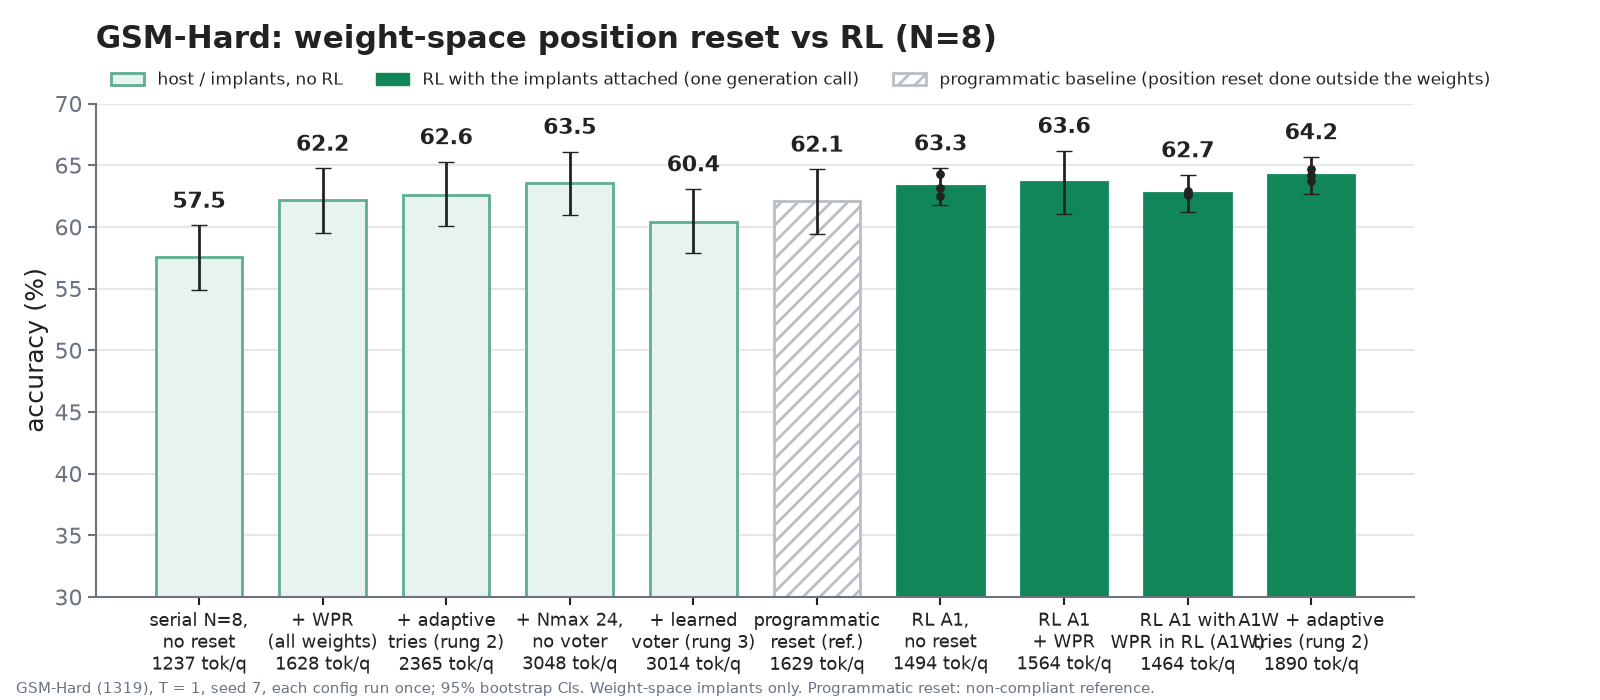 GSM-Hard: weight-space position reset vs RL (N=8)
host / implants, no RL
RL with the implants attached (one generation call)
programmatic baseline (position reset done outside the weights)
accuracy (%)
70
65
60
55
50
45
40
35
30
57.5
62.2
62.6
63.5
60.4
62.1
63.3
63.6
62.7
64.2
serial N=8,
no reset
1237 tok/q
+ WPR
(all weights)
1628 tok/q
+ adaptive
tries (rung 2)
2365 tok/q
+ Nmax 24,
no voter
3048 tok/q
+ learned
voter (rung 3)
3014 tok/q
programmatic
reset (ref.)
1629 tok/q
RL A1,
no reset
1494 tok/q
RL A1
+ WPR
1564 tok/q
RL A1 with
WPR in RL (A1W)
1464 tok/q
A1W + adaptive
tries (rung 2)
1890 tok/q
GSM-Hard (1319), T = 1, seed 7, each config run once; 95% bootstrap CIs. Weight-space implants only. Programmatic reset: non-compliant reference.